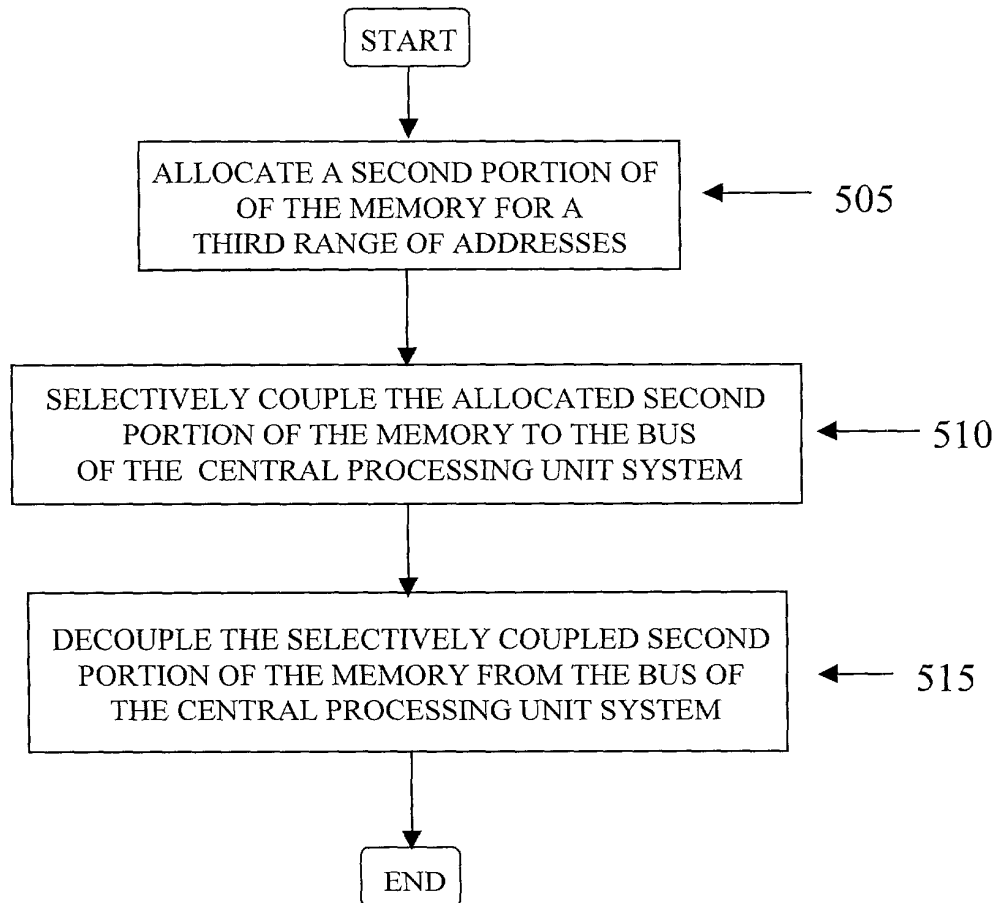 START
ALLOCATE A SECOND PORTION OF
OF THE MEMORY FOR A
THIRD RANGE OF ADDRESSES
505
SELECTIVELY COUPLE THE ALLOCATED SECOND
PORTION OF THE MEMORY TO THE BUS
OF THE CENTRAL PROCESSING UNIT SYSTEM
510
DECOUPLE THE SELECTIVELY COUPLED SECOND
PORTION OF THE MEMORY FROM THE BUS OF
THE CENTRAL PROCESSING UNIT SYSTEM
515
END